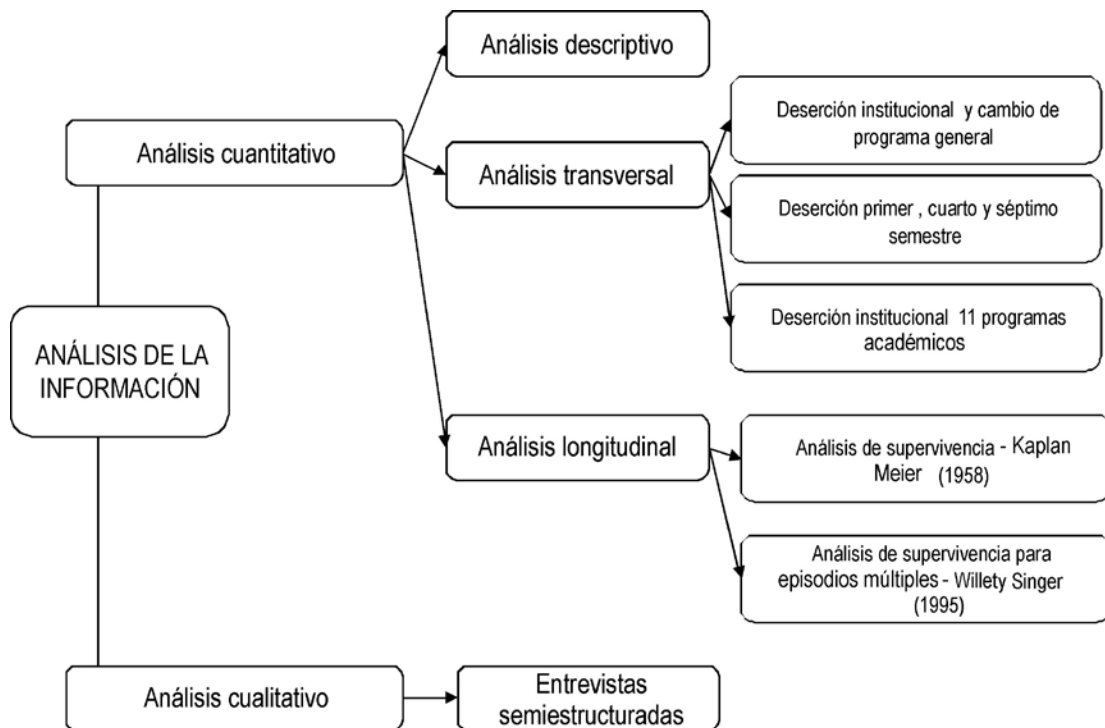 Análisis descriptivo
Análisis cuantitativo
Análisis transversal
Deserción institucional y cambio de
programa general
Deserción primer , cuarto y séptimo
semestre
Deserción institucional 11 programas
académicos
ANÁLISIS DE LA
INFORMACIÓN
Análisis longitudinal
Análisis de supervivencia - Kaplan
Meier (1958)
Análisis de supervivencia para
episodios múltiples - Willety Singer
(1995)
Análisis cualitativo
Entrevistas
semiestructuradas